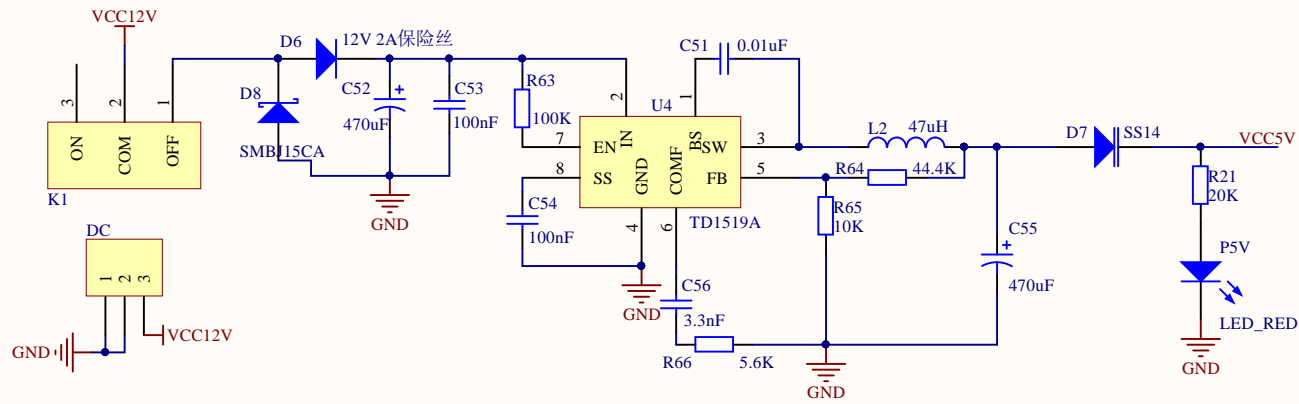 VCC12V
D6
12V 2A保险丝
C51
0.01uF
3
2
1
ON
COM
OFF
K1
D8
SMBJ15CA
C52
470uF
C53
100nF
GND
R63
100K
2
1
U4
7
EN
IN
BS
SW
3
8
SS
GND
COMF
FB
5
4
6
TD1519A
C54
100nF
GND
L2
47uH
R64
44.4K
R65
10K
C55
470uF
D7
SS14
VCC5V
R21
20K
P5V
LED_RED
GND
C56
3.3nF
R66
5.6K
GND
DC
1
2
3
VCC12V
GND